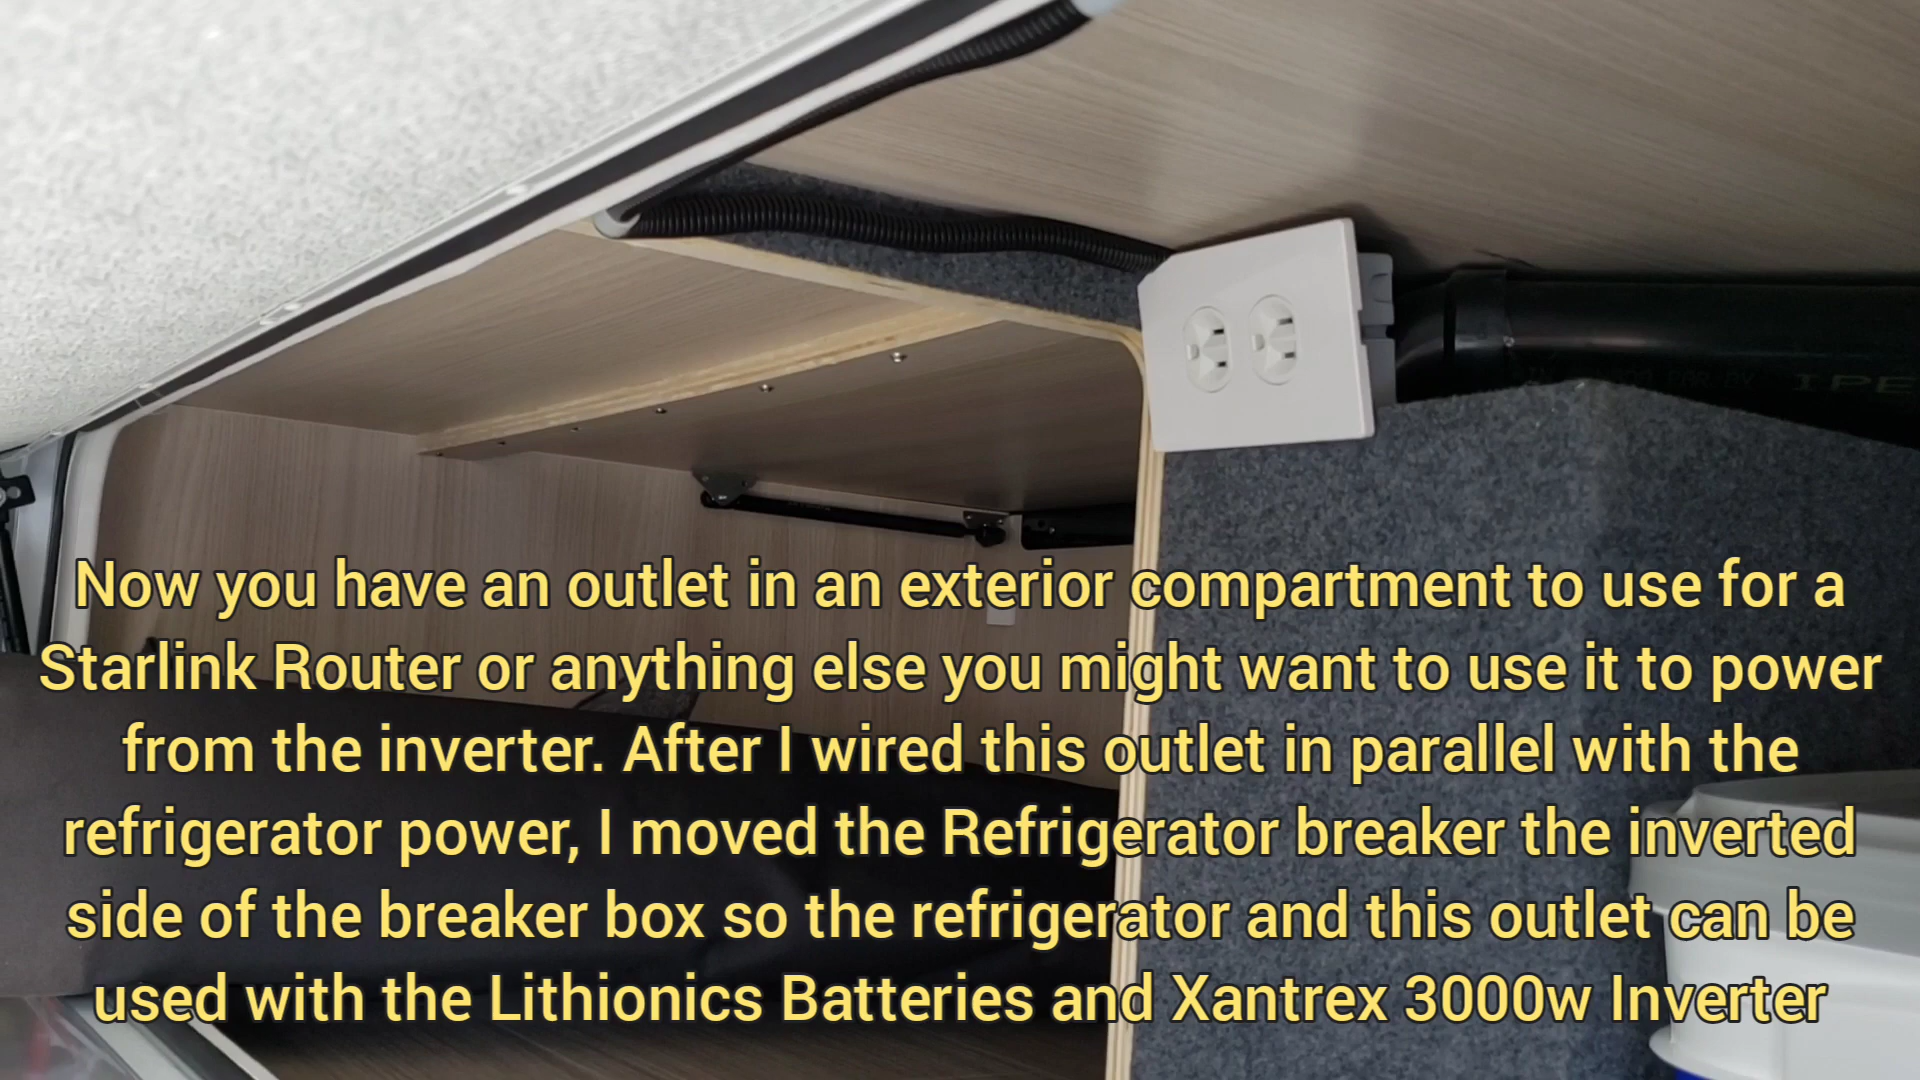 IPE
Now you have an outlet in an exterior compartment to use for a
Starlink Router or anything else you might want to use it to power
from the inverter. After I wired this outlet in parallel with the
refrigerator power, I moved the Refrigerator breaker the inverted
side of the breaker box so the refrigerator and this outlet can be
used with the Lithionics Batteries and Xantrex 3000w Inverter